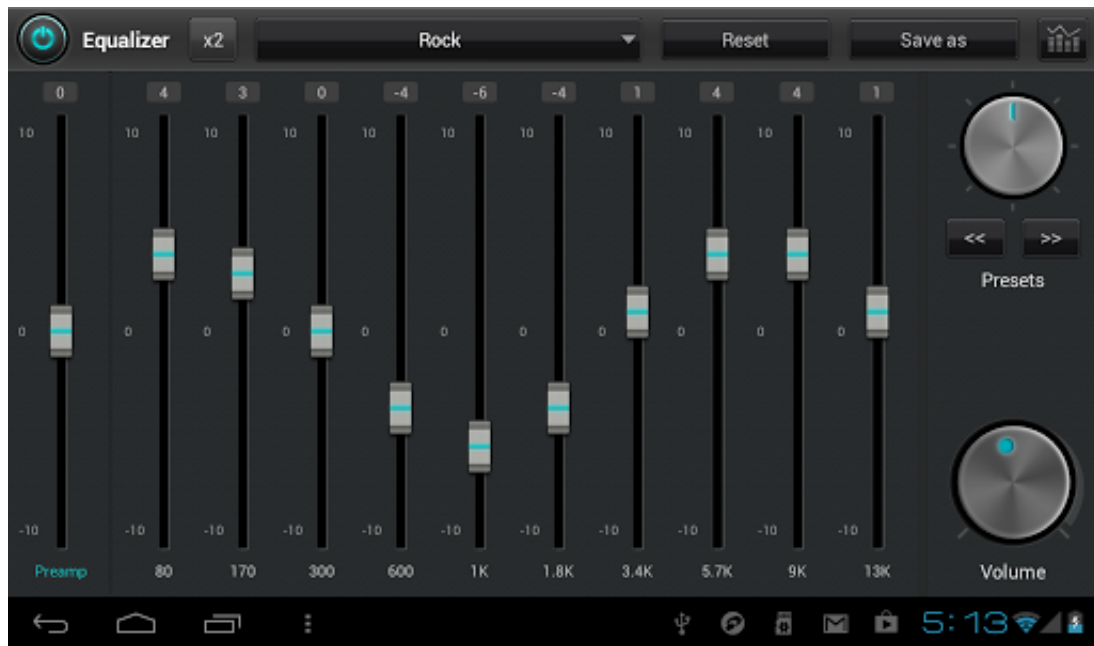 Equalizer x2 Rock Reset Save as
0 4 3 0 -4 -6 -4 1 4 4 1
10 10 10 10 10 10 10 10 10 10 10
<< >>
Presets
0 0 0 0 0 0 0 0 0 0 0
-10 -10 -10 -10 -10 -10 -10 -10 -10 -10 -10
Preamp 80 170 300 600 1K 1.8K 3.4K 5.7K 9K 13K Volume
5:13